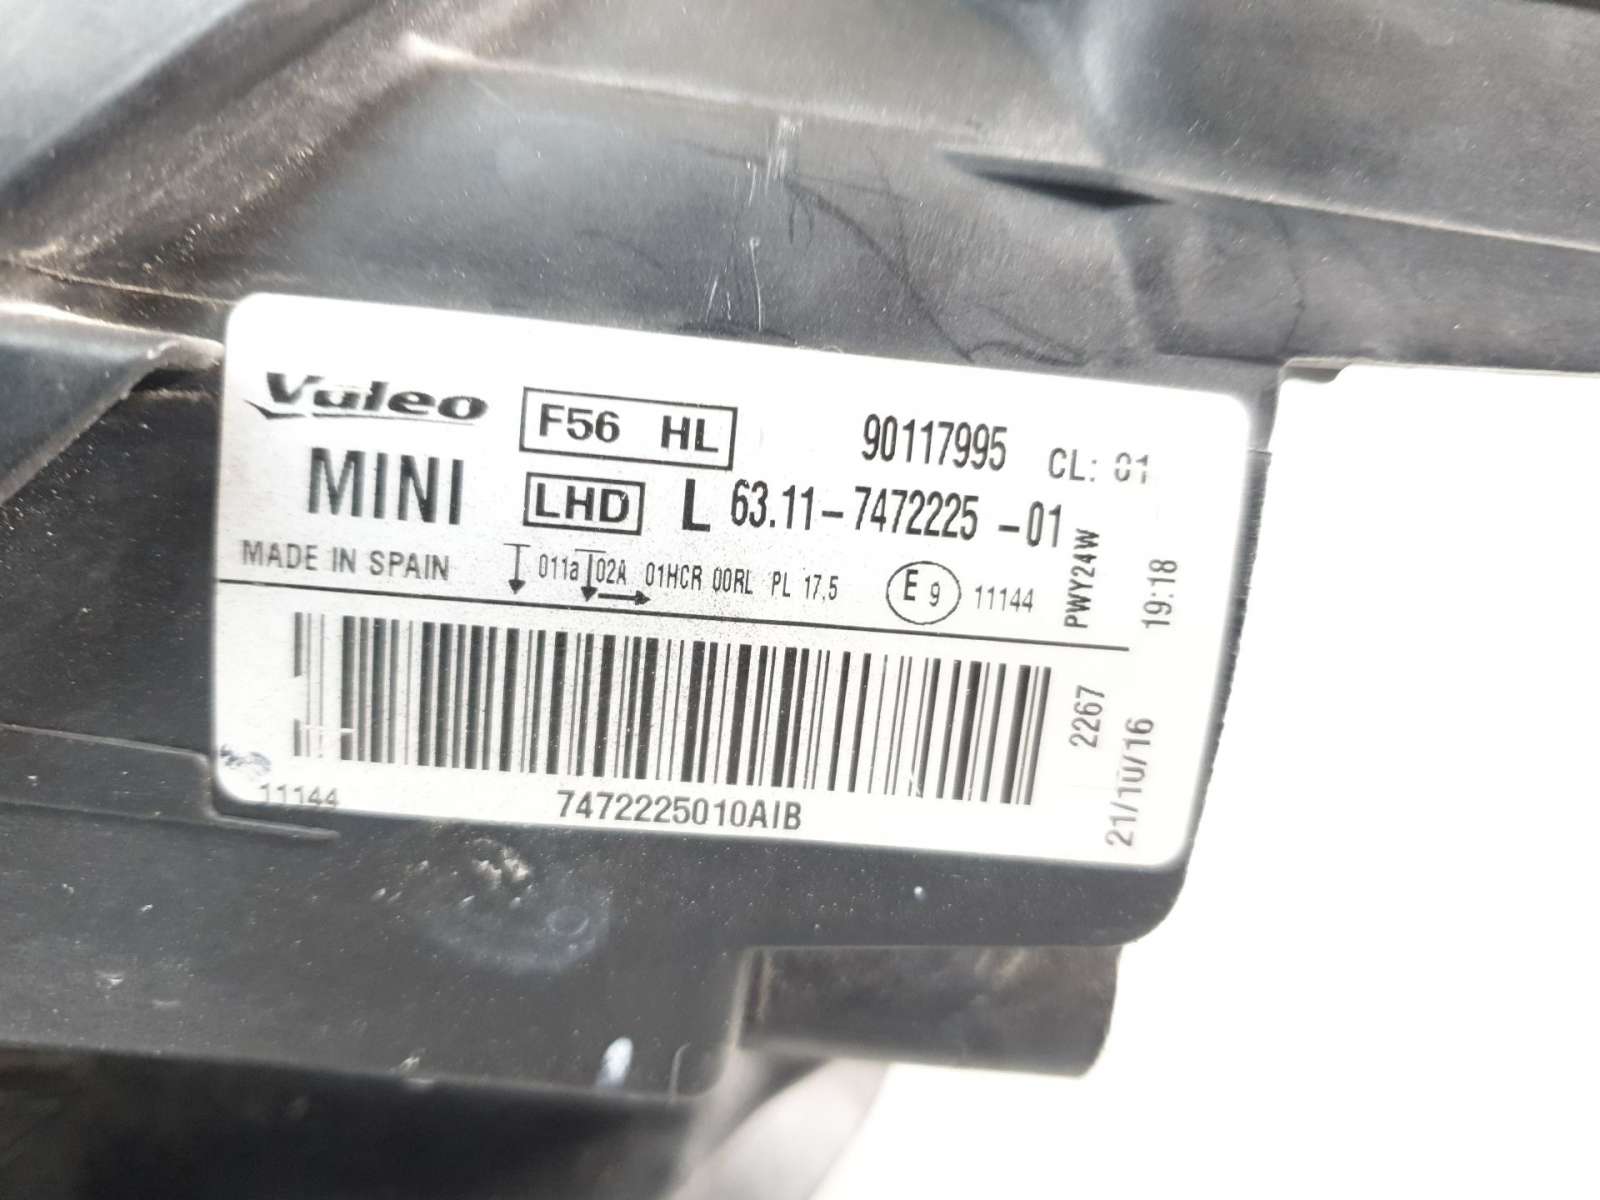 Valeo F56 HL 90117995 CL: 01
MINI LHD L 63.11-7472225-01
MADE IN SPAIN 011a 02A 01HCR 00RL PL 17,5 E9 11144
PWY24W
19:18
2267
21/10/16
11144 7472225010AIB